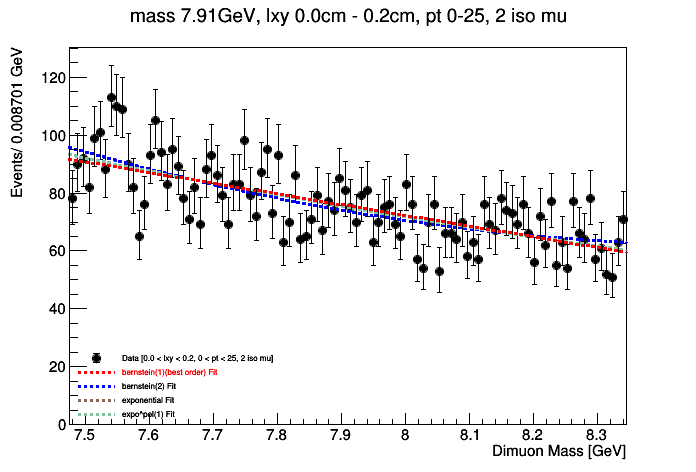 mass 7.91GeV, lxy 0.0cm - 0.2cm, pt 0-25, 2 iso mu
Events/ 0.008701 GeV
120
100
80
60
40
20
0
Data [0.0 < lxy < 0.2, 0 < pt < 25, 2 iso mu]
bernstein(1)(best order) Fit
bernstein(2) Fit
exponential Fit
expo*pol(1) Fit
7.5 7.6 7.7 7.8 7.9 8 8.1 8.2 8.3
Dimuon Mass [GeV]